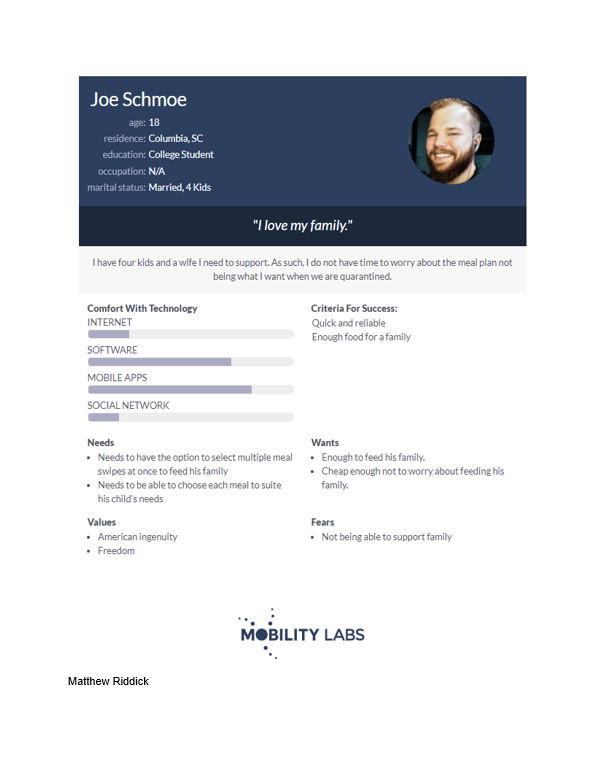 Joe Schmoe
age: 18
residence: Columbia, SC
education: College Student
occupation: N/A
marital status: Married, 4 Kids
"I love my family."
I have four kids and a wife I need to support. As such, I do not have time to worry about the meal plan not
being what I want when we are quarantined.
Comfort With Technology
INTERNET
SOFTWARE
MOBILE APPS
SOCIAL NETWORK
Criteria For Success:
Quick and reliable
Enough food for a family
Needs
• Needs to have the option to select multiple meal
swipes at once to feed his family
• Needs to be able to choose each meal to suite
his child's needs
Wants
• Enough to feed his family.
• Cheap enough not to worry about feeding his
family.
Values
• American ingenuity
• Freedom
Fears
• Not being able to support family
MOBILITY LABS
Matthew Riddick